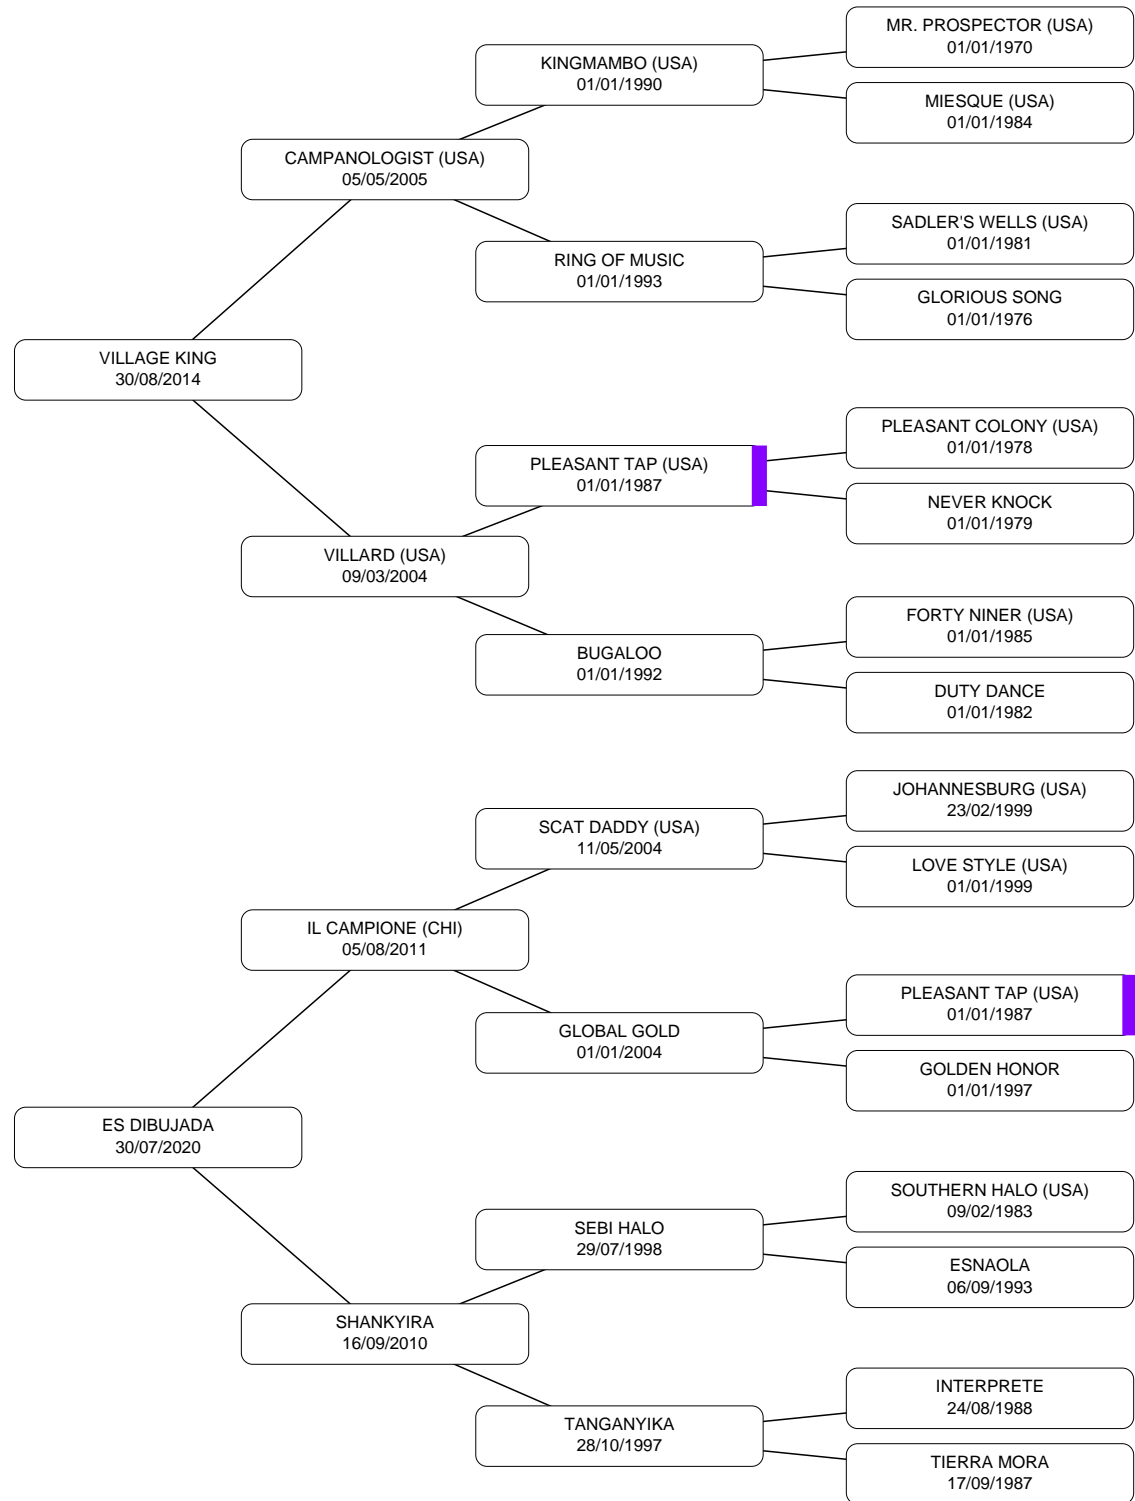 MR. PROSPECTOR (USA)
01/01/1970
KINGMAMBO (USA)
01/01/1990
MIESQUE (USA)
01/01/1984
CAMPANOLOGIST (USA)
05/05/2005
SADLER'S WELLS (USA)
01/01/1981
RING OF MUSIC
01/01/1993
GLORIOUS SONG
01/01/1976
VILLAGE KING
30/08/2014
PLEASANT COLONY (USA)
01/01/1978
PLEASANT TAP (USA)
01/01/1987
NEVER KNOCK
01/01/1979
VILLARD (USA)
09/03/2004
FORTY NINER (USA)
01/01/1985
BUGALOO
01/01/1992
DUTY DANCE
01/01/1982
JOHANNESBURG (USA)
23/02/1999
SCAT DADDY (USA)
11/05/2004
LOVE STYLE (USA)
01/01/1999
IL CAMPIONE (CHI)
05/08/2011
PLEASANT TAP (USA)
01/01/1987
GLOBAL GOLD
01/01/2004
GOLDEN HONOR
01/01/1997
ES DIBUJADA
30/07/2020
SOUTHERN HALO (USA)
09/02/1983
SEBI HALO
29/07/1998
ESNAOLA
06/09/1993
SHANKYIRA
16/09/2010
INTERPRETE
24/08/1988
TANGANYIKA
28/10/1997
TIERRA MORA
17/09/1987